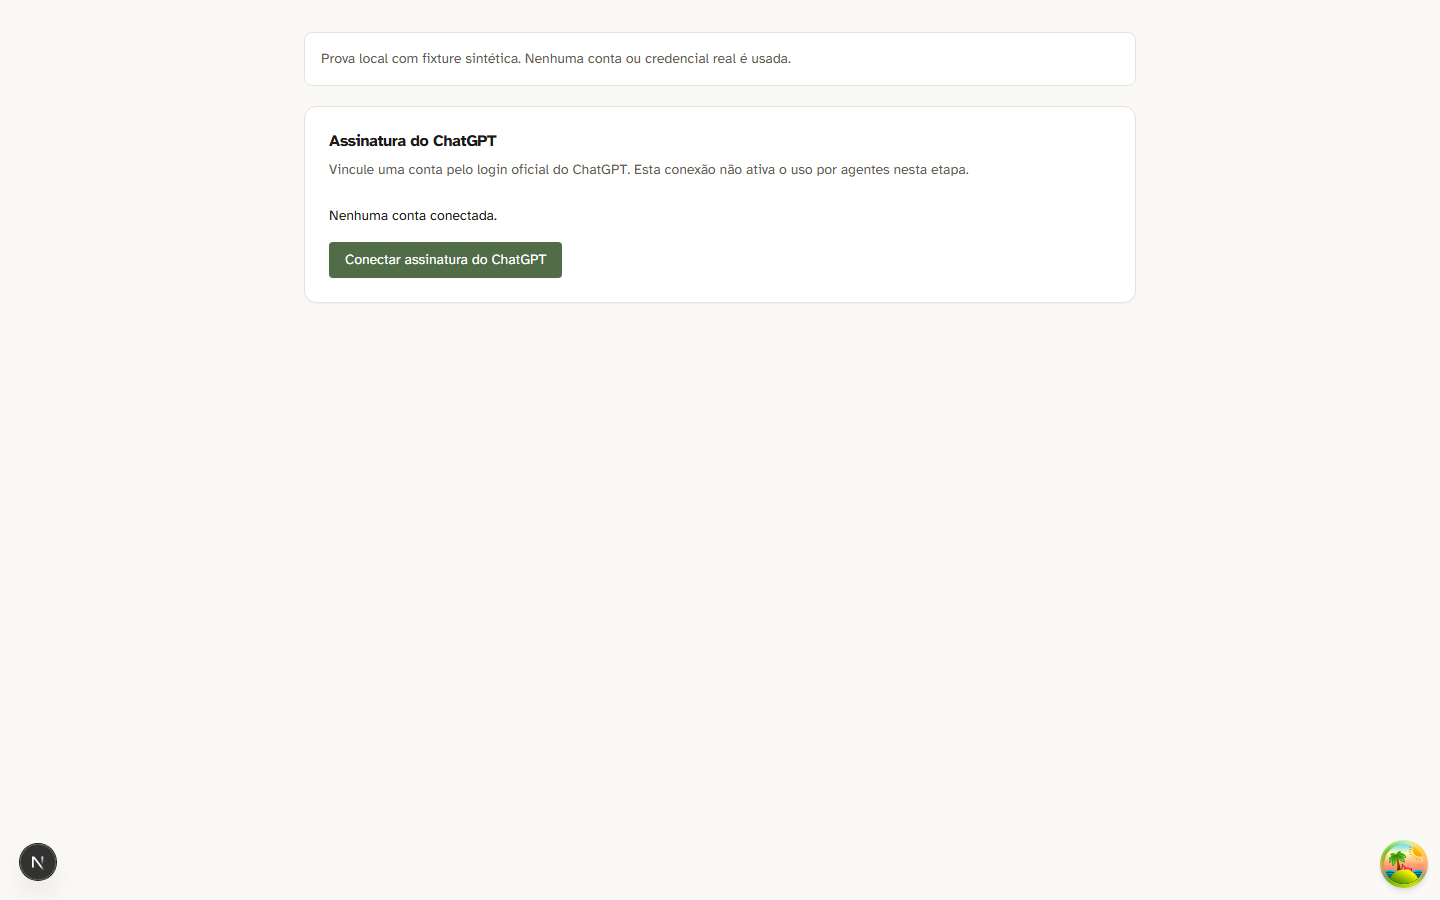 Prova local com fixture sintética. Nenhuma conta ou credencial real é usada.
Assinatura do ChatGPT
Vincule uma conta pelo login oficial do ChatGPT. Esta conexão não ativa o uso por agentes nesta etapa.
Nenhuma conta conectada.
Conectar assinatura do ChatGPT
N